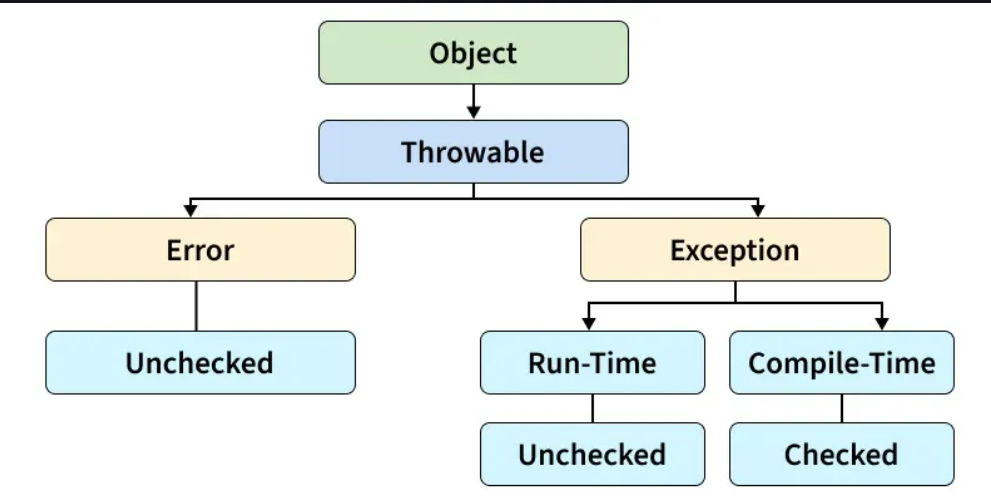 Object
Throwable
Error
Exception
Unchecked
Run-Time
Compile-Time
Unchecked
Checked